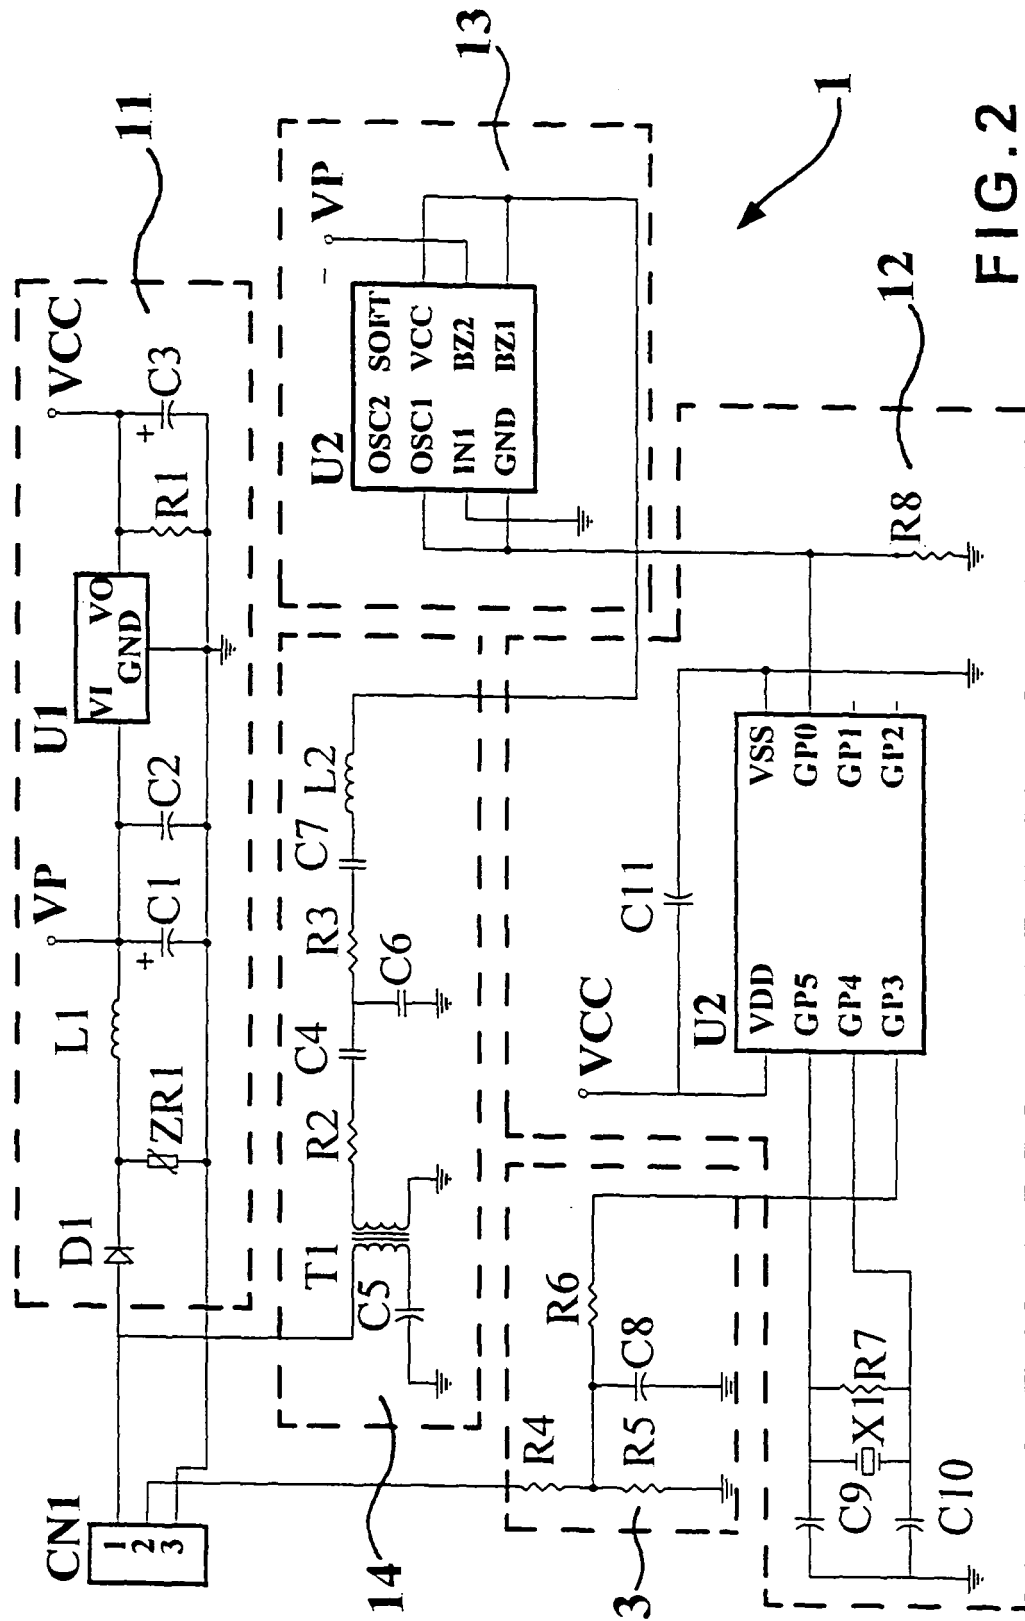 11
VCC
C3
+
R1
U1
VI VO
GND
C2
VP
C1
+
L1
ZR1
D1
CN1
1
2
3
13
VP
U2
OSC2 SOFT
OSC1 VCC
IN1 BZ2
GND BZ1
14
T1
C5
R2
C4
C6
R3
C7
L2
3
R4
R5
C8
R6
12
R8
VCC
C11
U2
VDD VSS
GP5 GP0
GP4 GP1
GP3 GP2
R7
X1
C9
C10
1
FIG.2